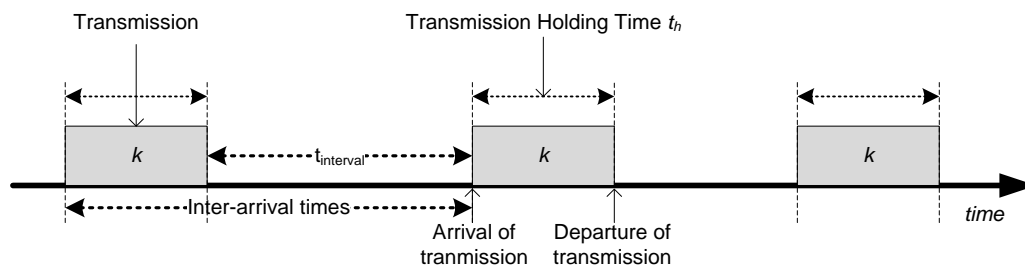 Transmission
Transmission Holding Time th
k
tinterval
k
k
Inter-arrival times
time
Arrival of
tranmission
Departure of
transmission